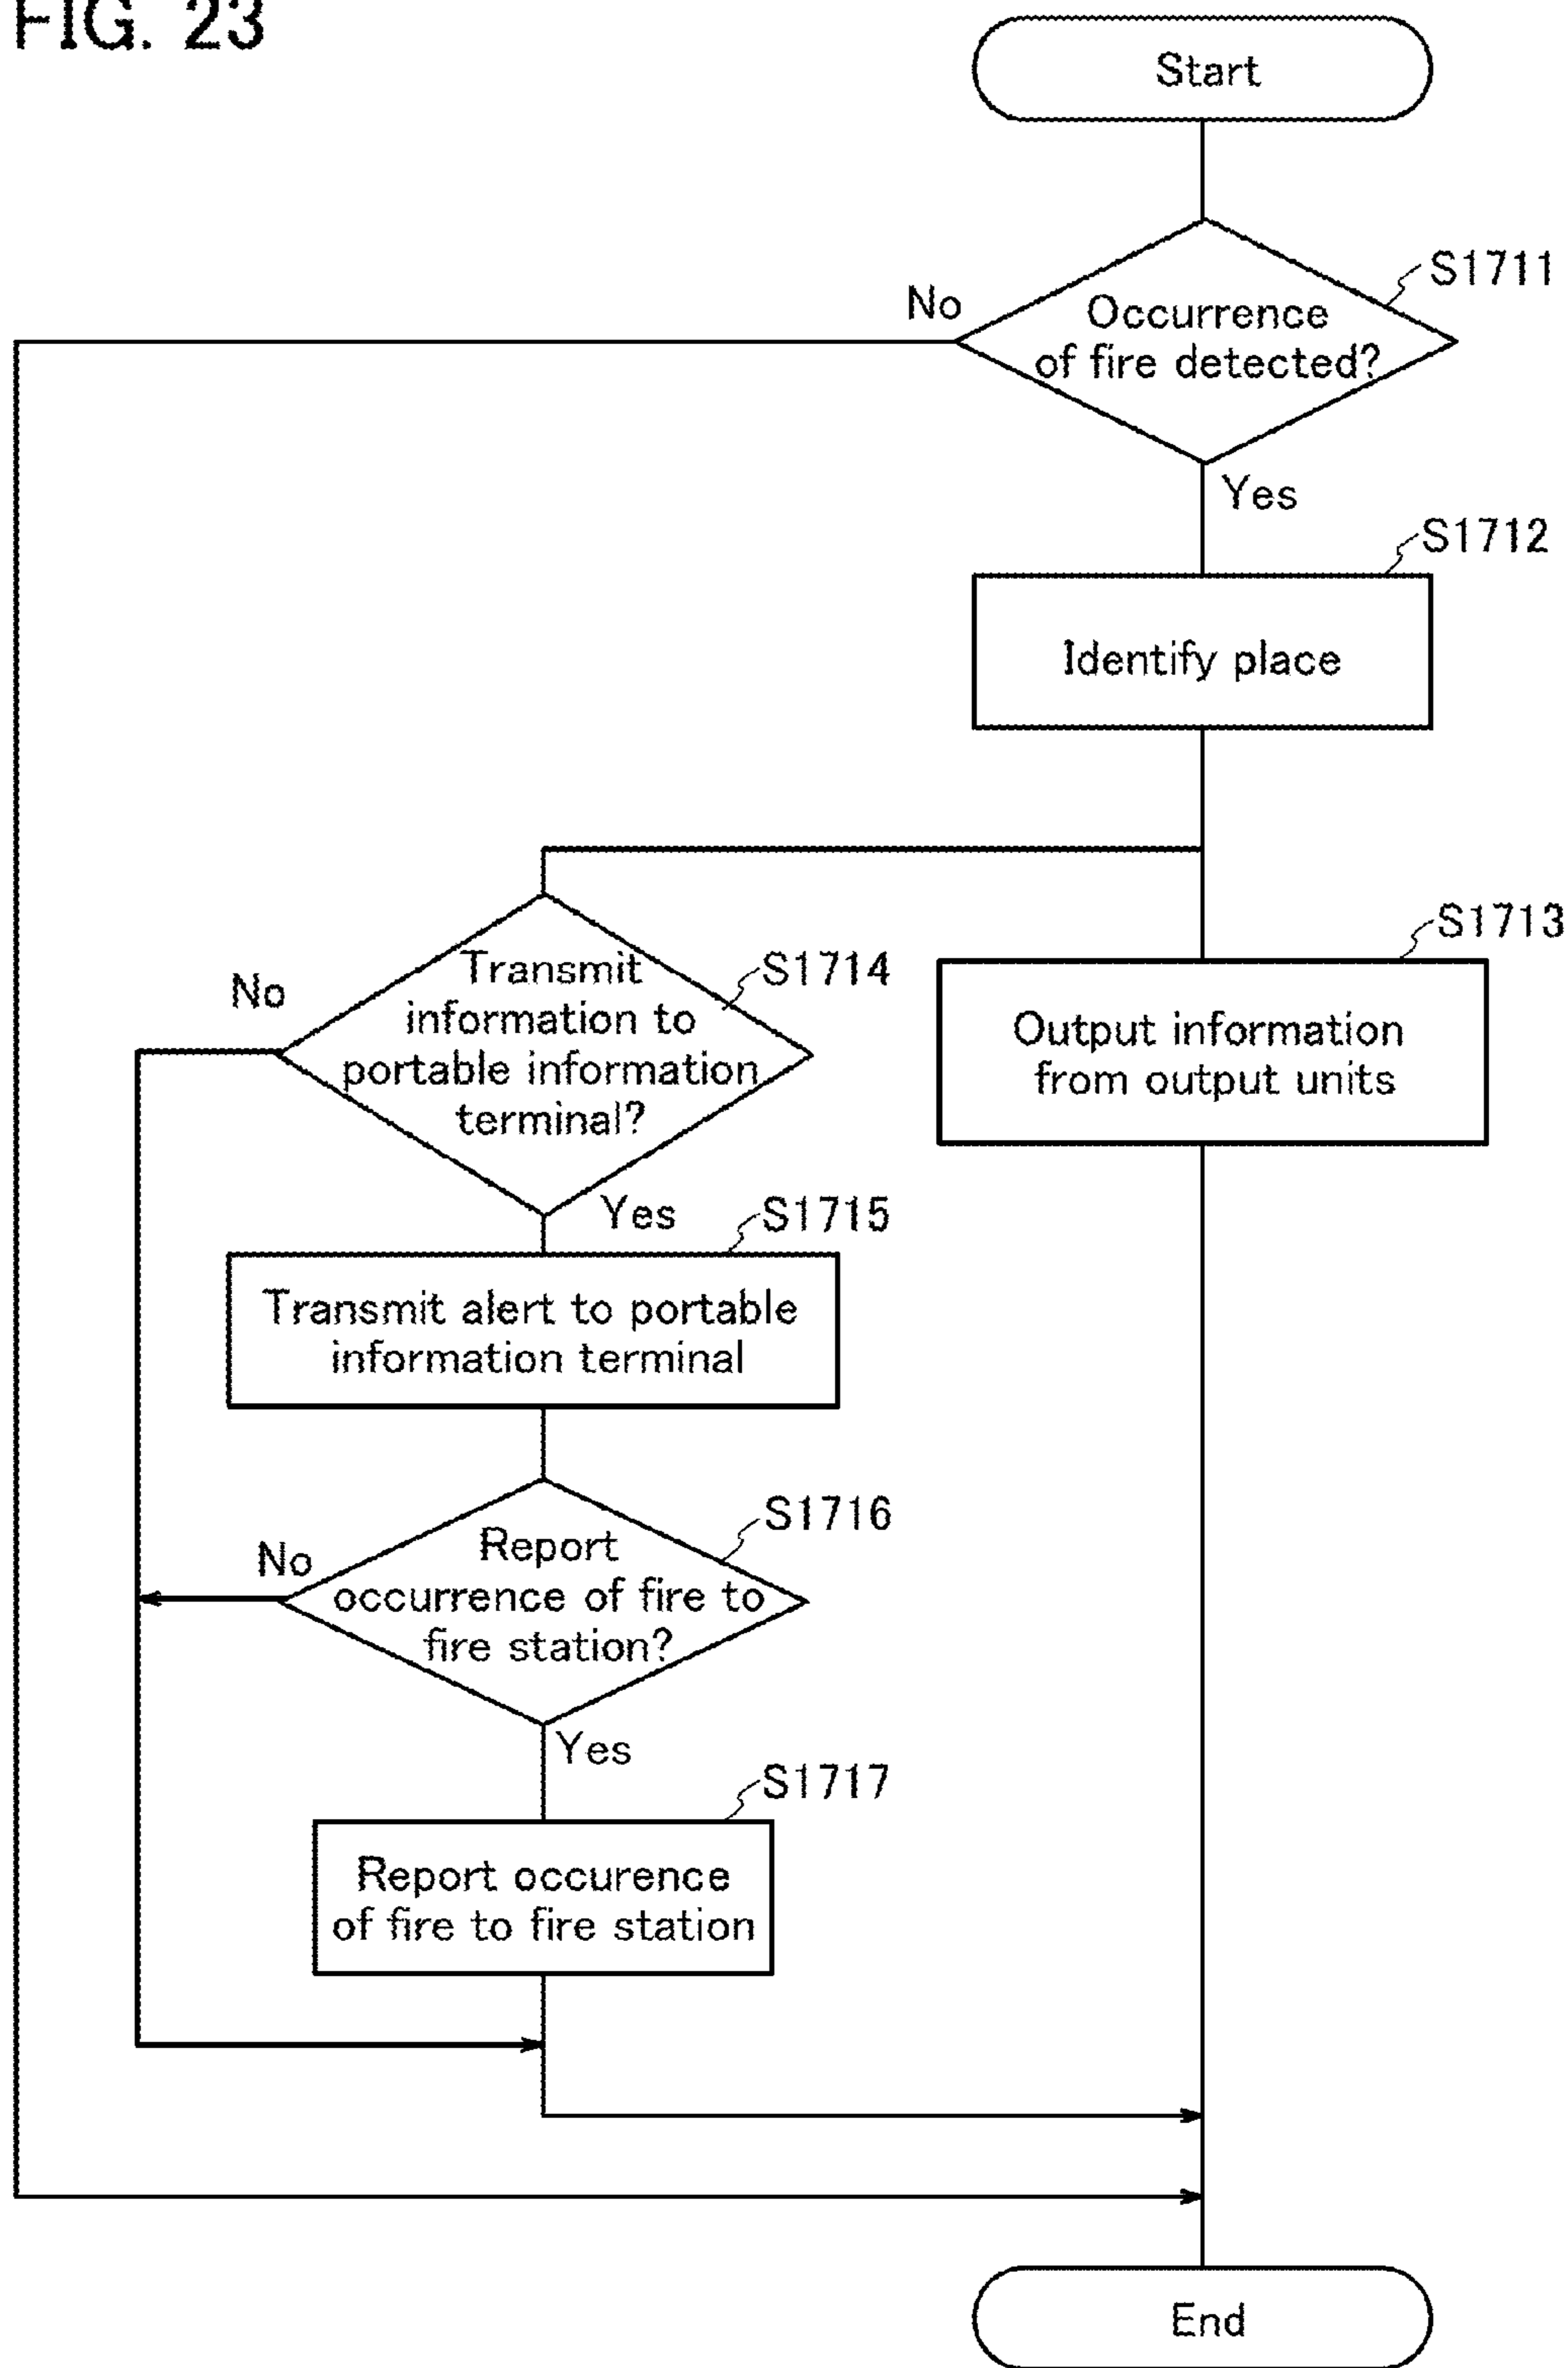 FIG. 23
Start
S1711
No
Occurrence
of fire detected?
Yes
S1712
Identify place
S1713
Output information
from output units
S1714
No
Transmit
information to
portable information
terminal?
Yes
S1715
Transmit alert to portable
information terminal
S1716
No
Report
occurrence of fire to
fire station?
Yes
S1717
Report occurence
of fire to fire station
End